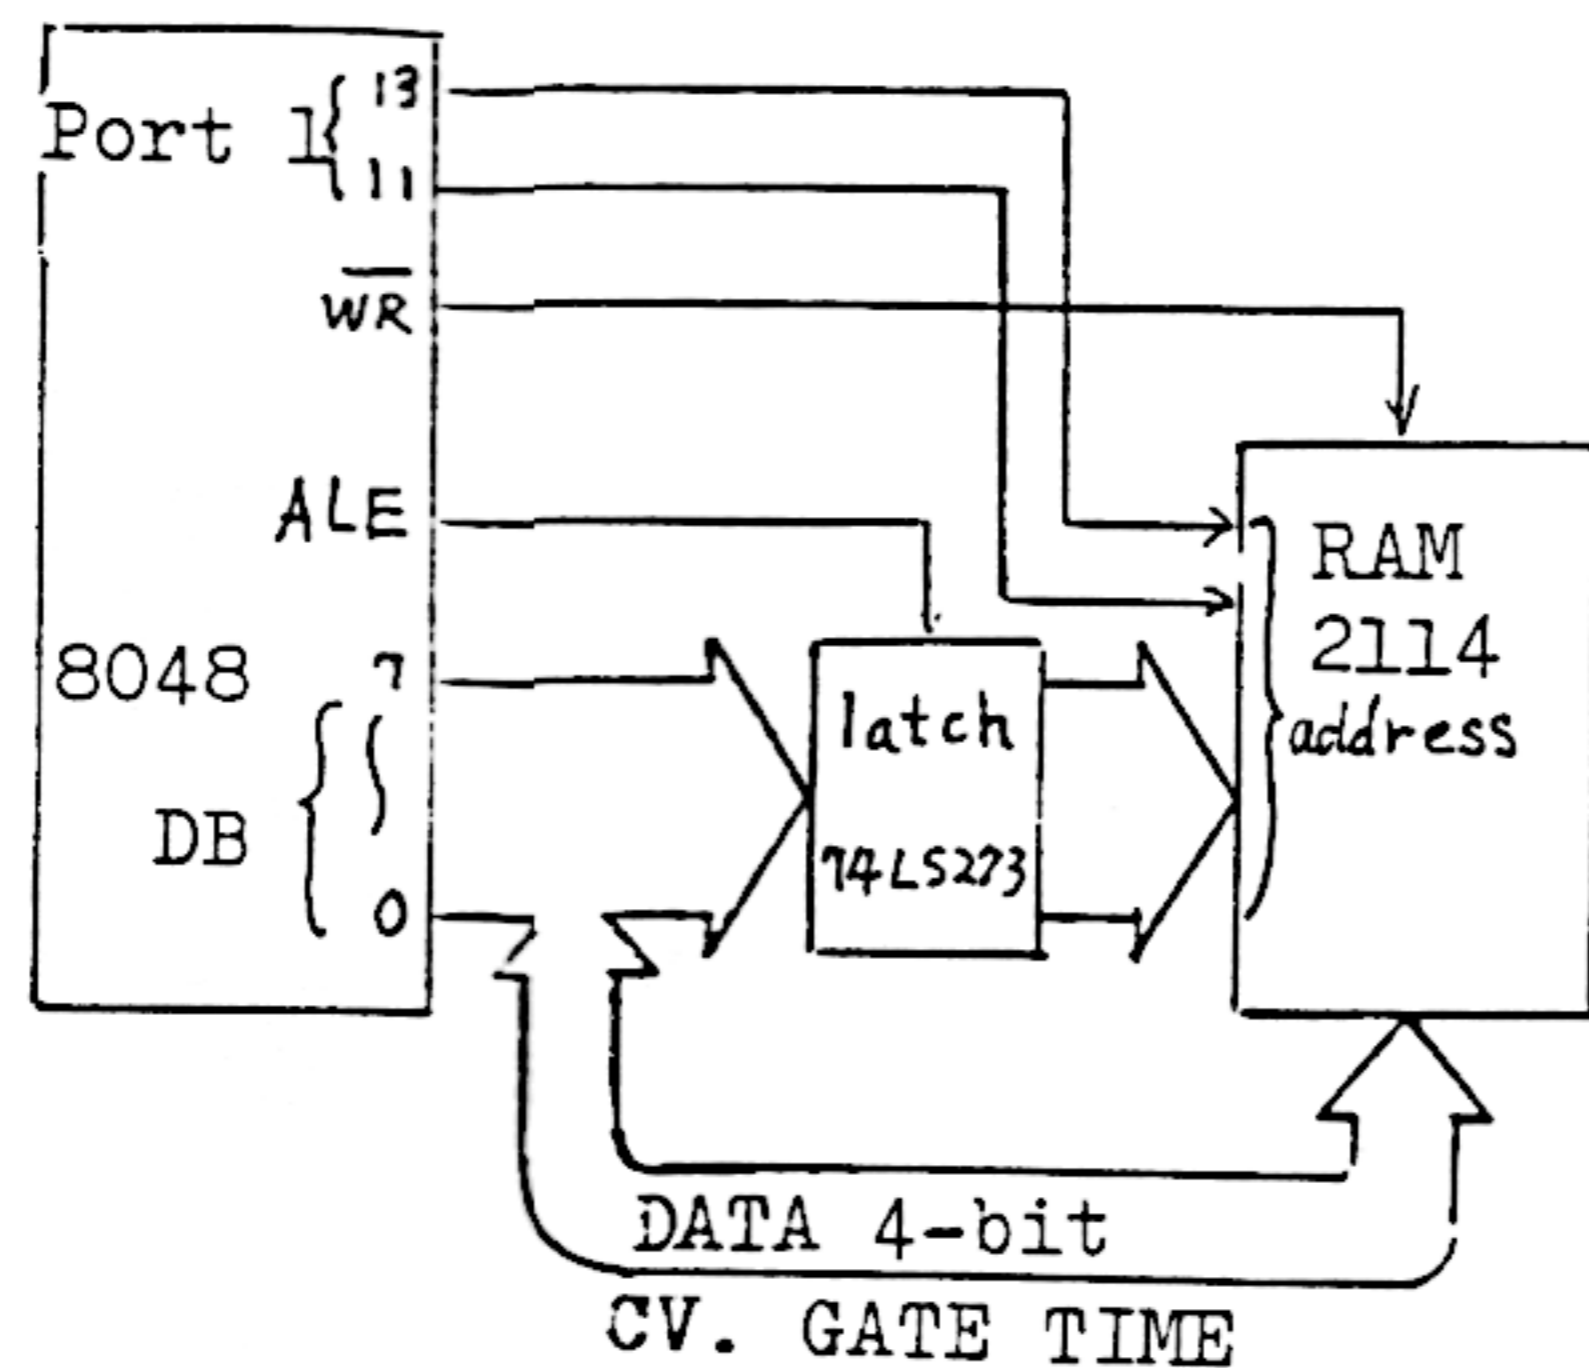 Port 1
13
11
WR
ALE
8048
DB
7
0
latch
74LS273
RAM
2114
address
DATA 4-bit
CV. GATE TIME